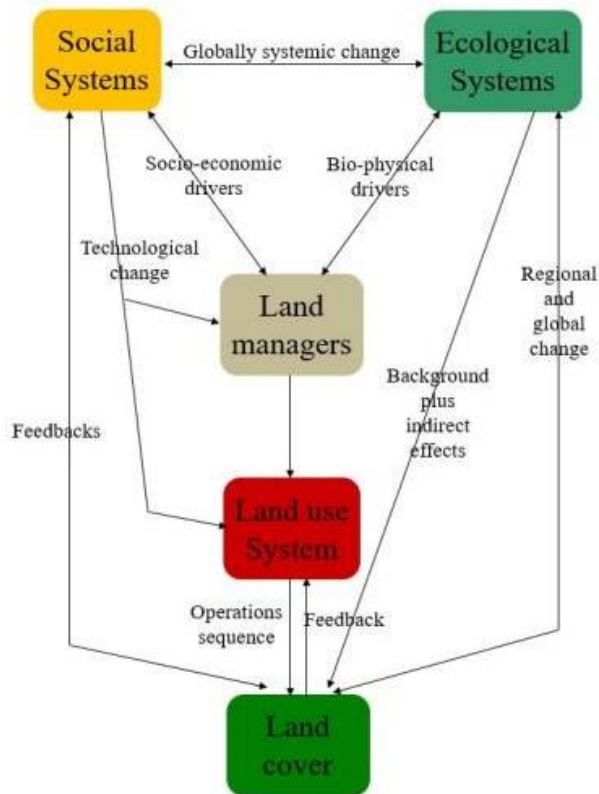 Social
Systems
Globally systemic change
Ecological
Systems
Socio-economic
drivers
Bio-physical
drivers
Technological
change
Land
managers
Regional
and
global
change
Background
plus
indirect
effects
Feedbacks
Land use
System
Operations
sequence
Feedback
Land
cover